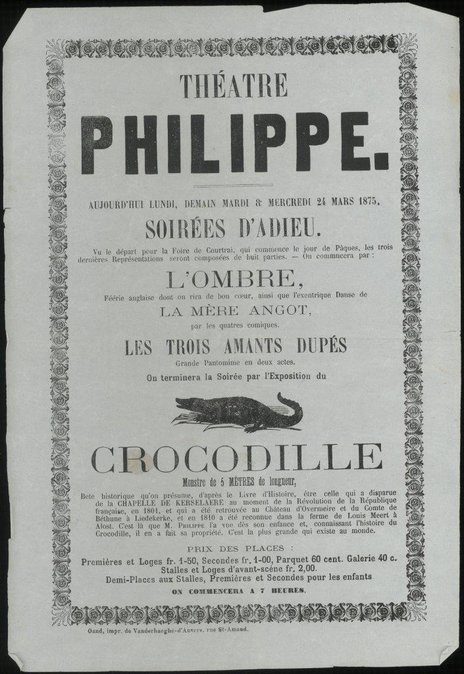 THÉATRE
PHILIPPE.
AUJOURD'HUI LUNDI, DEMAIN MARDI & MERCREDI 24 MARS 1875,
SOIRÉES D'ADIEU.
Vu le départ pour la Foire de Courtrai, qui commence le jour de Pâques, les trois
dernières Représentations seront composées de huit parties. — On commencera par :
L'OMBRE,
Féérie anglaise dont on rira de bon cœur, ainsi que l'exentrique Danse de
LA MÈRE ANGOT,
par les quatres comiques.
LES TROIS AMANTS DUPÉS
Grande Pantomime en deux actes.
On terminera la Soirée par l'Exposition du
CROCODILLE
Monstre de 5 MÈTRES de longueur,
Bete historique qu'on présume, d'après le Livre d'Histoire, être celle qui a disparue
de la CHAPELLE DE KERSELAERE au moment de la Révolution de la République
française, en 1801, et qui a été retrouvée au Château d'Overmeire et du Comte de
Béthune à Liedekerke, et en 1810 a été reconnue dans la ferme de Louis Meert à
Alost. C'est là que M. PHILIPPE l'a vue dès son enfance et, connaissant l'histoire du
Crocodille, il en a fait sa propriété. C'est la plus grande qui existe au monde.
PRIX DES PLACES :
Premières et Loges fr. 1-50, Secondes fr. 1-00, Parquet 60 cent. Galerie 40 c.
Stalles et Loges d'avant-scène fr. 2,00.
Demi-Places aux Stalles, Premières et Secondes pour les enfants
ON COMMENCERA A 7 HEURES.
Gand, impr. de Vanderhaeghe-d'Anvers, rue St-Amand.